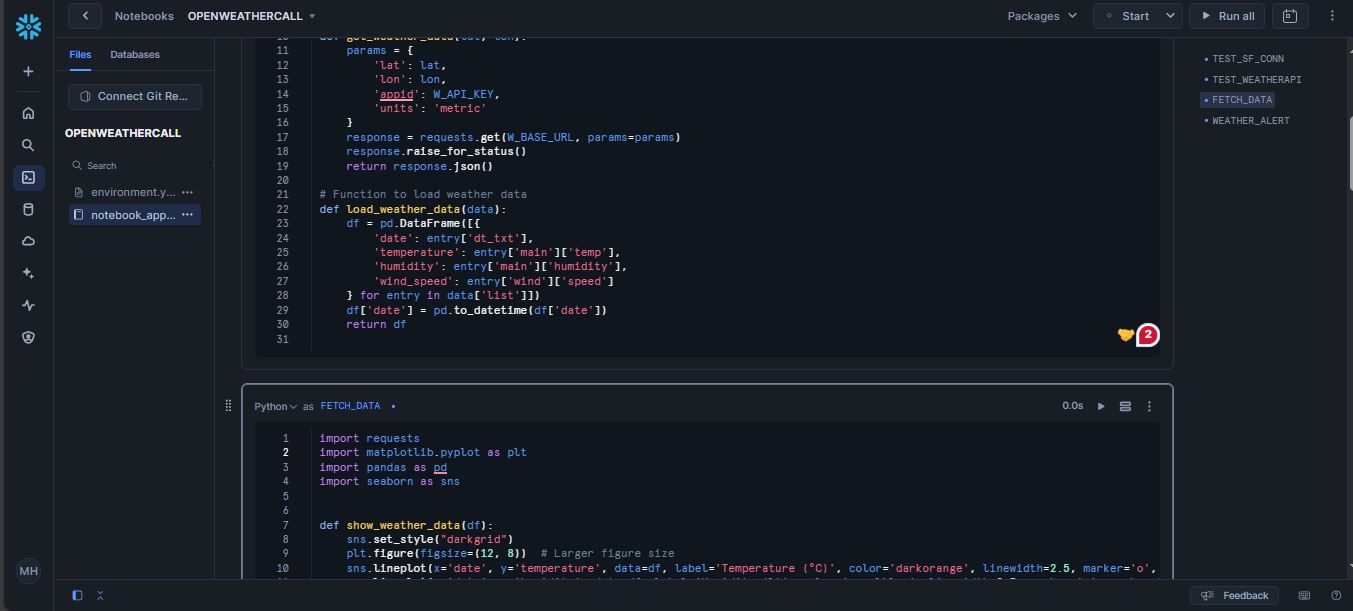 Notebooks OPENWEATHERCALL
Packages
Start
Run all
Files Databases
Connect Git Re...
OPENWEATHERCALL
Search
environment.y... ...
notebook_app... ...
MH
10 def get_weather_data(lat, lon):
11 params = {
12 'lat': lat,
13 'lon': lon,
14 'appid': W_API_KEY,
15 'units': 'metric'
16 }
17 response = requests.get(W_BASE_URL, params=params)
18 response.raise_for_status()
19 return response.json()
20
21 # Function to load weather data
22 def load_weather_data(data):
23 df = pd.DataFrame([{
24 'date': entry['dt_txt'],
25 'temperature': entry['main']['temp'],
26 'humidity': entry['main']['humidity'],
27 'wind_speed': entry['wind']['speed']
28 } for entry in data['list']])
29 df['date'] = pd.to_datetime(df['date'])
30 return df
31
2
Python as FETCH_DATA
0.0s
1 import requests
2 import matplotlib.pyplot as plt
3 import pandas as pd
4 import seaborn as sns
5
6
7 def show_weather_data(df):
8 sns.set_style("darkgrid")
9 plt.figure(figsize=(12, 8)) # Larger figure size
10 sns.lineplot(x='date', y='temperature', data=df, label='Temperature (°C)', color='darkorange', linewidth=2.5, marker='o',
TEST_SF_CONN
TEST_WEATHERAPI
FETCH_DATA
WEATHER_ALERT
Feedback